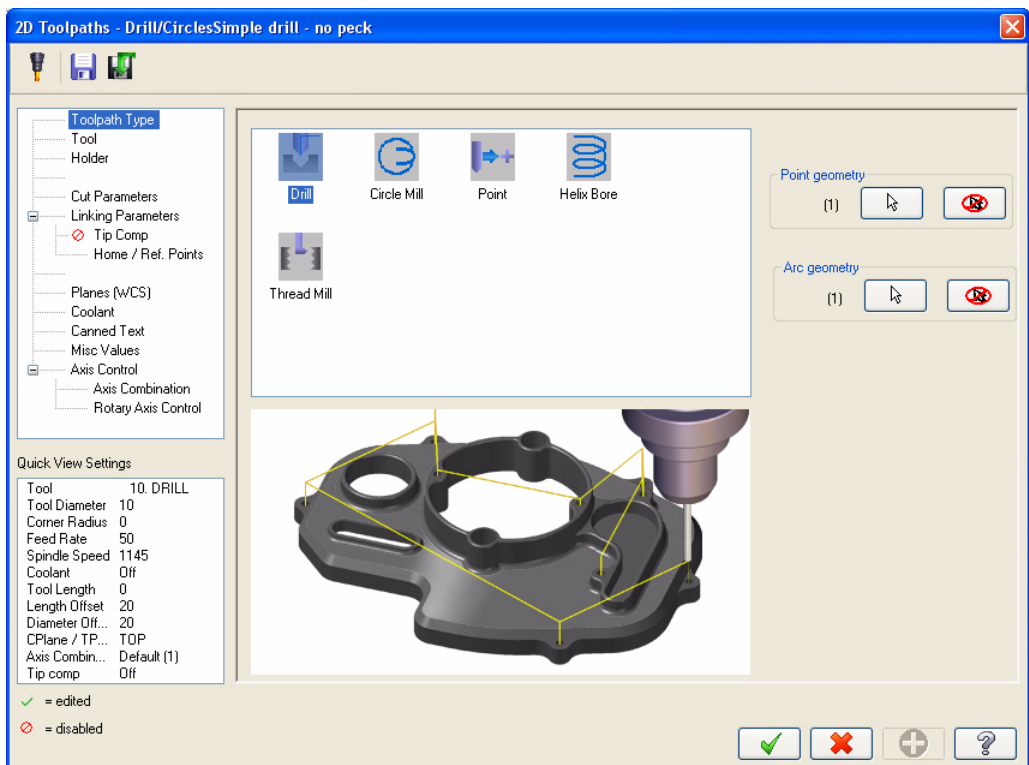 2D Toolpaths - Drill/CirclesSimple drill - no peck
Toolpath Type
Tool
Holder
Cut Parameters
Linking Parameters
Tip Comp
Home / Ref. Points
Planes (WCS)
Coolant
Canned Text
Misc Values
Axis Control
Axis Combination
Rotary Axis Control
Drill
Circle Mill
Point
Helix Bore
Thread Mill
Point geometry
(1)
Arc geometry
(1)
Quick View Settings
Tool 10. DRILL
Tool Diameter 10
Corner Radius 0
Feed Rate 50
Spindle Speed 1145
Coolant Off
Tool Length 0
Length Offset 20
Diameter Off... 20
CPlane / TP... TOP
Axis Combin... Default (1)
Tip comp Off
= edited
= disabled